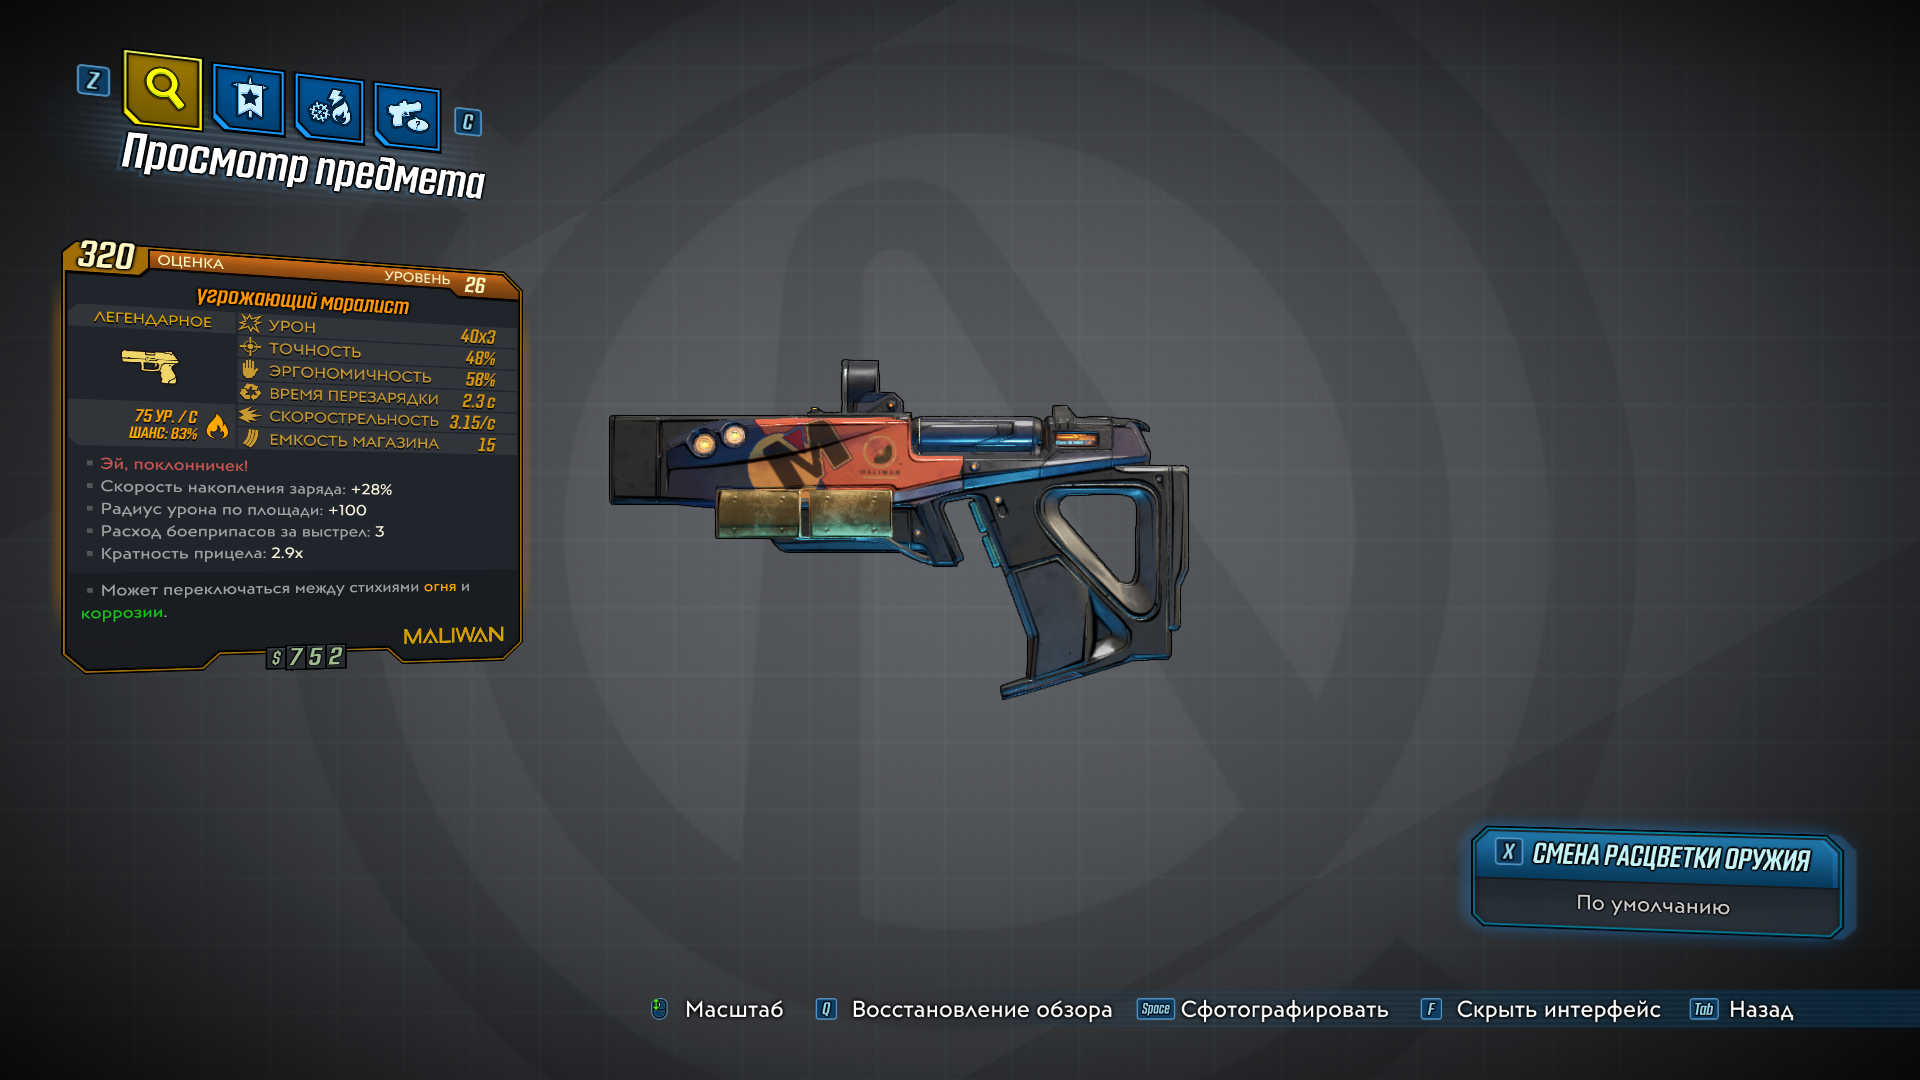 Z
C
Просмотр предмета
320 ОЦЕНКА УРОВЕНЬ 26
угрожающий моралист
ЛЕГЕНДАРНОЕ
УРОН 40x3
ТОЧНОСТЬ 48%
ЭРГОНОМИЧНОСТЬ 58%
ВРЕМЯ ПЕРЕЗАРЯДКИ 2.3 с
75 УР. / С СКОРОСТРЕЛЬНОСТЬ 3.15/с
ШАНС: 83% ЕМКОСТЬ МАГАЗИНА 15
Эй, поклонничек!
Скорость накопления заряда: +28%
Радиус урона по площади: +100
Расход боеприпасов за выстрел: 3
Кратность прицела: 2.9x
Может переключаться между стихиями огня и
коррозии.
MALIWAN
$ 752
M
MALIWAN
X СМЕНА РАСЦВЕТКИ ОРУЖИЯ
По умолчанию
Масштаб Q Восстановление обзора Space Сфотографировать F Скрыть интерфейс Tab Назад